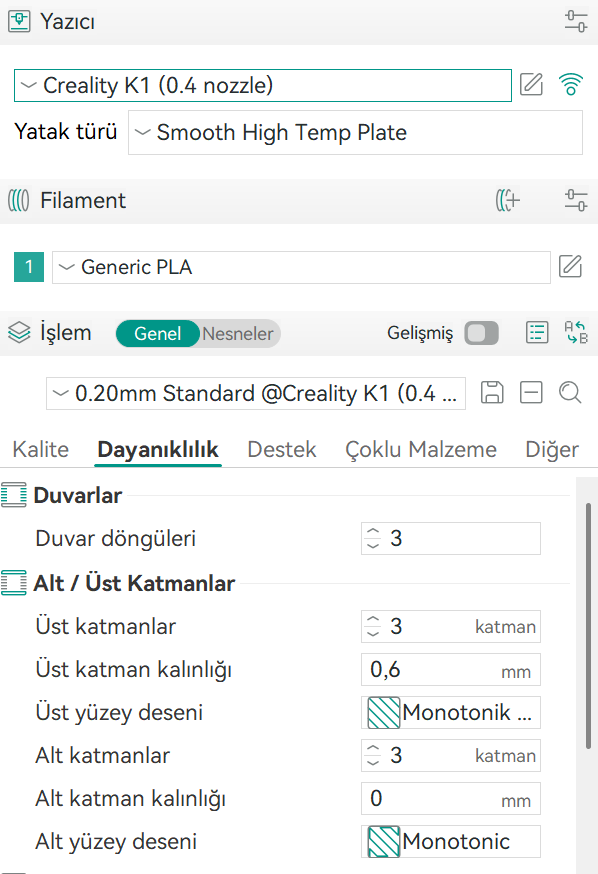 Yazıcı
Creality K1 (0.4 nozzle)
Yatak türü Smooth High Temp Plate
Filament
1 Generic PLA
İşlem Genel Nesneler Gelişmiş A B
0.20mm Standard @Creality K1 (0.4 ...
Kalite Dayanıklılık Destek Çoklu Malzeme Diğer
Duvarlar
Duvar döngüleri 3
Alt / Üst Katmanlar
Üst katmanlar 3 katman
Üst katman kalınlığı 0,6 mm
Üst yüzey deseni Monotonik ...
Alt katmanlar 3 katman
Alt katman kalınlığı 0 mm
Alt yüzey deseni Monotonic